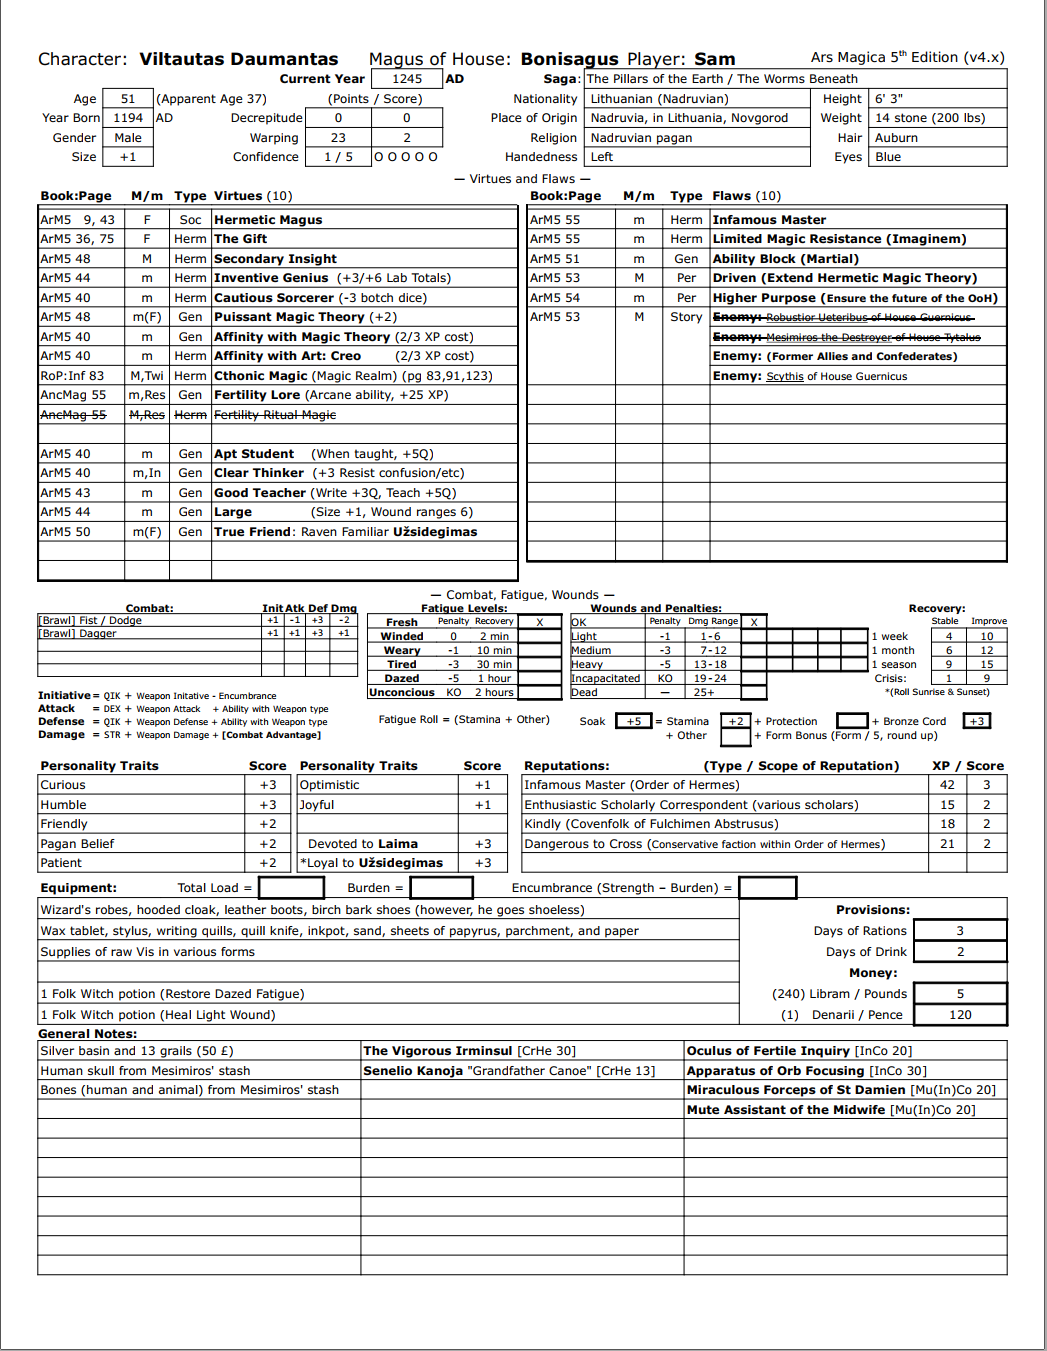 Character: Viltautas Daumantas Magus of House: Bonisagus Player: Sam Ars Magica 5th Edition (v4.x)
Current Year 1245 AD Saga: The Pillars of the Earth / The Worms Beneath
Age 51 (Apparent Age 37) (Points / Score) Nationality Lithuanian (Nadruvian) Height 6' 3"
Year Born 1194 AD Decrepitude 0 0 Place of Origin Nadruvia, in Lithuania, Novgorod Weight 14 stone (200 lbs)
Gender Male Warping 23 2 Religion Nadruvian pagan Hair Auburn
Size +1 Confidence 1 / 5 O O O O O Handedness Left Eyes Blue
— Virtues and Flaws —
Book:Page M/m Type Virtues (10) Book:Page M/m Type Flaws (10)
ArM5 9, 43 F Soc Hermetic Magus ArM5 55 m Herm Infamous Master
ArM5 36, 75 F Herm The Gift ArM5 55 m Herm Limited Magic Resistance (Imaginem)
ArM5 48 M Herm Secondary Insight ArM5 51 m Gen Ability Block (Martial)
ArM5 44 m Herm Inventive Genius (+3/+6 Lab Totals) ArM5 53 M Per Driven (Extend Hermetic Magic Theory)
ArM5 40 m Herm Cautious Sorcerer (-3 botch dice) ArM5 54 m Per Higher Purpose (Ensure the future of the OoH)
ArM5 48 m(F) Gen Puissant Magic Theory (+2) ArM5 53 M Story Enemy: Robustior Ueteribus of House Guernicus
ArM5 40 m Gen Affinity with Magic Theory (2/3 XP cost) Enemy: Mesimiros the Destroyer of House Tytalus
ArM5 40 m Herm Affinity with Art: Creo (2/3 XP cost) Enemy: (Former Allies and Confederates)
RoP:Inf 83 M,Twi Herm Cthonic Magic (Magic Realm) (pg 83,91,123) Enemy: Scythis of House Guernicus
AncMag 55 m,Res Gen Fertility Lore (Arcane ability, +25 XP)
AncMag 55 M,Res Herm Fertility Ritual Magic
ArM5 40 m Gen Apt Student (When taught, +5Q)
ArM5 40 m,In Gen Clear Thinker (+3 Resist confusion/etc)
ArM5 43 m Gen Good Teacher (Write +3Q, Teach +5Q)
ArM5 44 m Gen Large (Size +1, Wound ranges 6)
ArM5 50 m(F) Gen True Friend: Raven Familiar Užsidegimas
— Combat, Fatigue, Wounds —
Combat: Init Atk Def Dmg Fatigue Levels: Wounds and Penalties: Recovery:
[Brawl] Fist / Dodge +1 -1 +3 -2 Fresh Penalty Recovery X OK Penalty Dmg Range X Stable Improve
[Brawl] Dagger +1 +1 +3 +1 Winded 0 2 min Light -1 1-6 1 week 4 10
Weary -1 10 min Medium -3 7-12 1 month 6 12
Tired -3 30 min Heavy -5 13-18 1 season 9 15
Dazed -5 1 hour Incapacitated KO 19-24 Crisis: 1 9
Unconcious KO 2 hours Dead — 25+ *(Roll Sunrise & Sunset)
Initiative = QIK + Weapon Initative - Encumbrance
Attack = DEX + Weapon Attack + Ability with Weapon type
Defense = QIK + Weapon Defense + Ability with Weapon type
Damage = STR + Weapon Damage + [Combat Advantage]
Fatigue Roll = (Stamina + Other) Soak +5 = Stamina +2 + Protection + Bronze Cord +3
+ Other + Form Bonus (Form / 5, round up)
Personality Traits Score Personality Traits Score Reputations: (Type / Scope of Reputation) XP / Score
Curious +3 Optimistic +1 Infamous Master (Order of Hermes) 42 3
Humble +3 Joyful +1 Enthusiastic Scholarly Correspondent (various scholars) 15 2
Friendly +2 Kindly (Covenfolk of Fulchimen Abstrusus) 18 2
Pagan Belief +2 Devoted to Laima +3 Dangerous to Cross (Conservative faction within Order of Hermes) 21 2
Patient +2 *Loyal to Užsidegimas +3
Equipment: Total Load = Burden = Encumbrance (Strength – Burden) =
Wizard's robes, hooded cloak, leather boots, birch bark shoes (however, he goes shoeless) Provisions:
Wax tablet, stylus, writing quills, quill knife, inkpot, sand, sheets of papyrus, parchment, and paper Days of Rations 3
Supplies of raw Vis in various forms Days of Drink 2
Money:
1 Folk Witch potion (Restore Dazed Fatigue) (240) Libram / Pounds 5
1 Folk Witch potion (Heal Light Wound) (1) Denarii / Pence 120
General Notes:
Silver basin and 13 grails (50 £) The Vigorous Irminsul [CrHe 30] Oculus of Fertile Inquiry [InCo 20]
Human skull from Mesimiros' stash Senelio Kanoja "Grandfather Canoe" [CrHe 13] Apparatus of Orb Focusing [InCo 30]
Bones (human and animal) from Mesimiros' stash Miraculous Forceps of St Damien [Mu(In)Co 20]
Mute Assistant of the Midwife [Mu(In)Co 20]